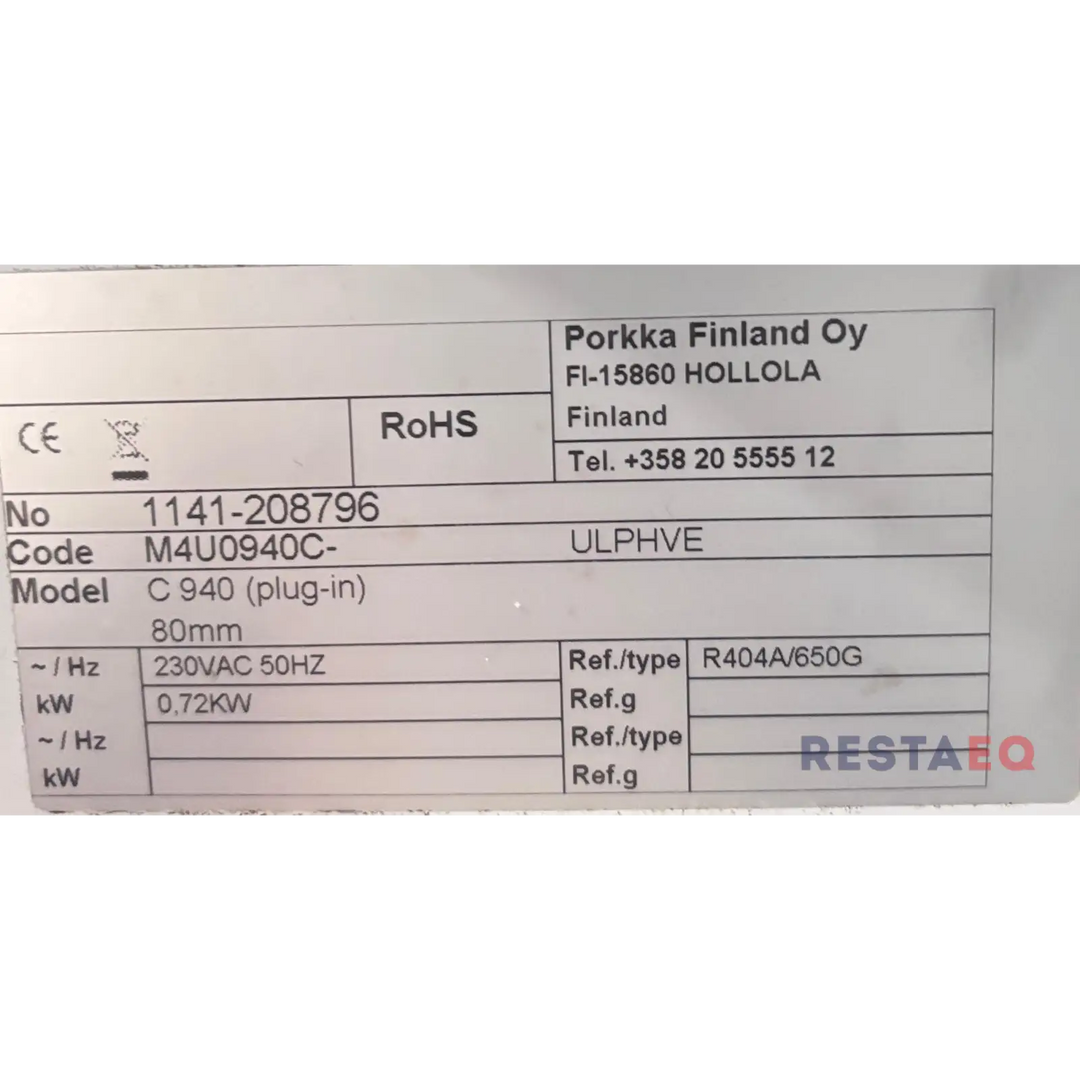 Porkka Finland Oy
FI-15860 HOLLOLA
Finland
CE
RoHS
Tel. +358 20 5555 12
No 1141-208796
Code M4U0940C- ULPHVE
Model C 940 (plug-in)
80mm
~ / Hz 230VAC 50HZ Ref./type R404A/650G
kW 0,72KW Ref.g
~ / Hz Ref./type
kW Ref.g
RESTAEQ